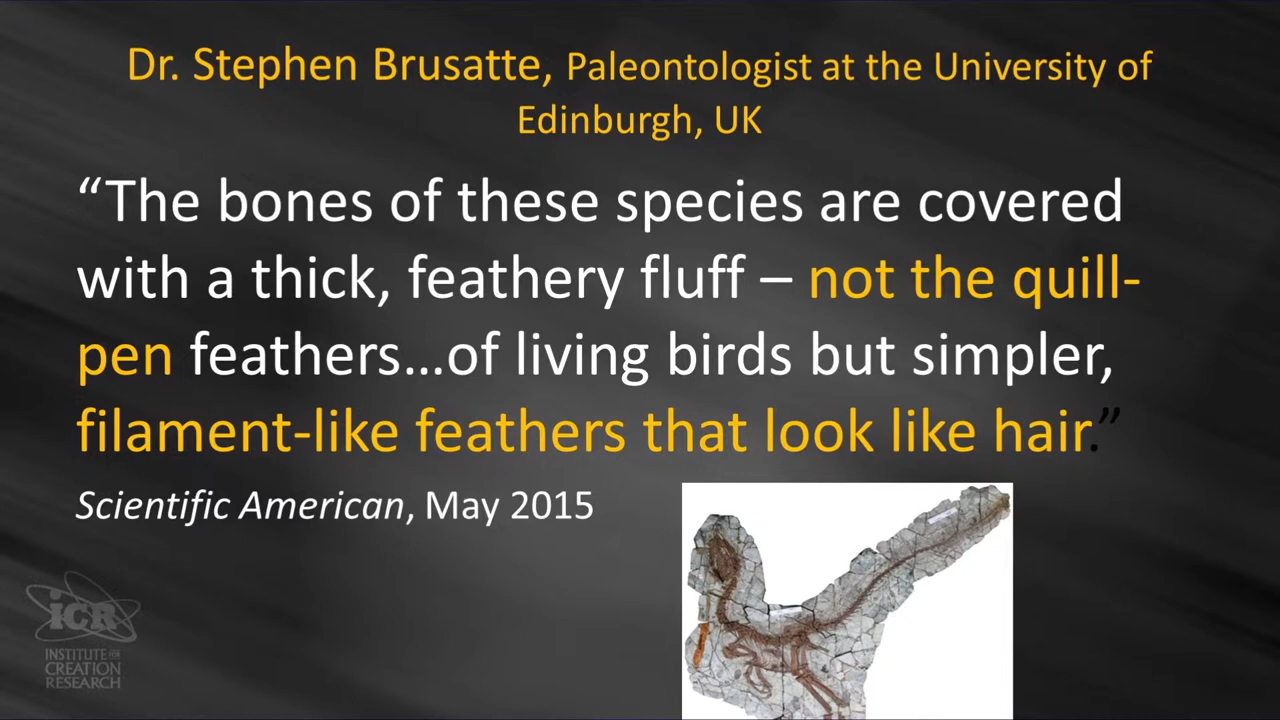 Dr. Stephen Brusatte, Paleontologist at the University of
Edinburgh, UK
“The bones of these species are covered
with a thick, feathery fluff – not the quill-
pen feathers...of living birds but simpler,
filament-like feathers that look like hair.”
Scientific American, May 2015
iCR
INSTITUTE FOR
CREATION
RESEARCH